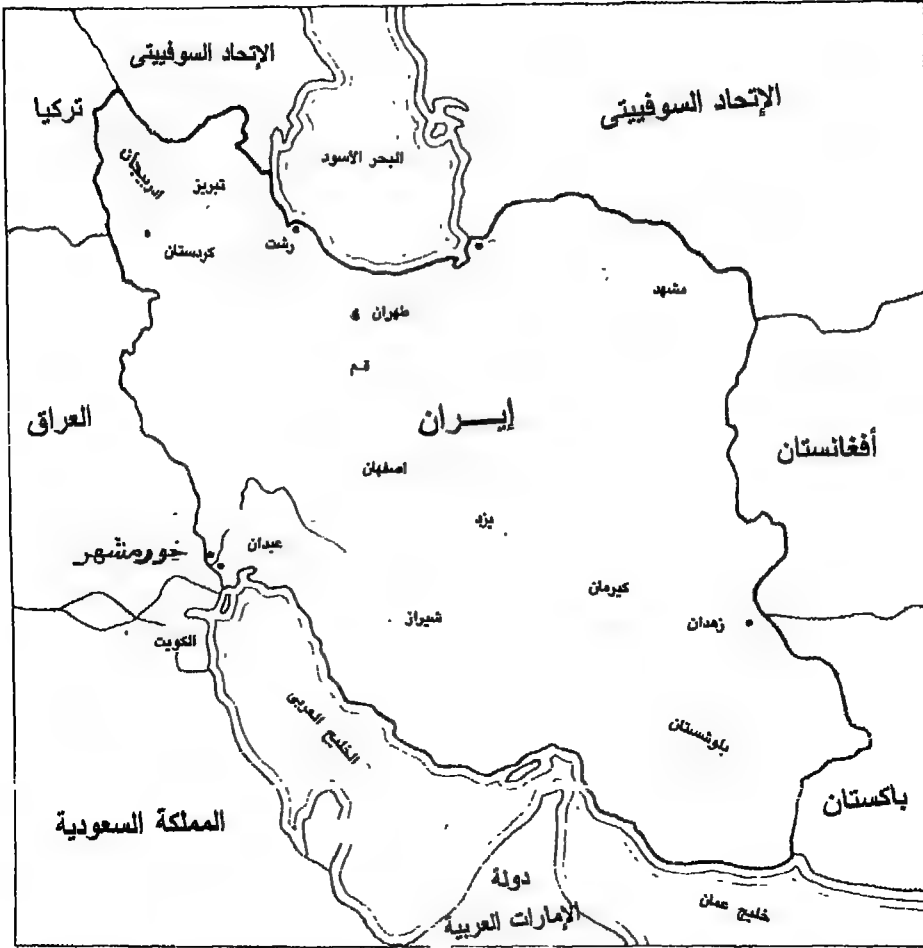 الإتحاد السوفييتى
الإتحاد السوفييتى
تركيا
البحر الأسود
اذربيجان
تبريز
كردستان
رشت
مشهد
طهران
قم
إيـــران
العراق
أفغانستان
اصفهان
يزد
عبدان
خورمشهر
كيرمان
شيراز
زهدان
الكويت
الخليج العربى
بلوشستان
باكستان
المملكة السعودية
دولة
الإمارات العربية
خليج عمان